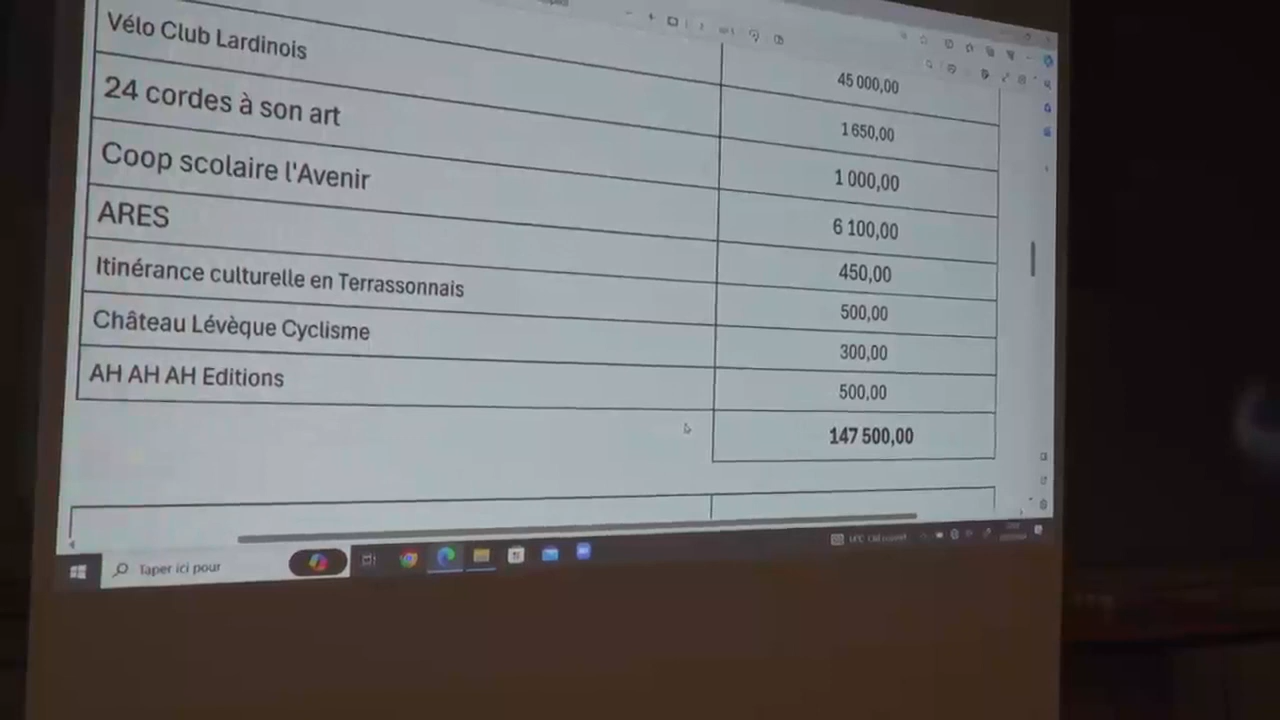 45 000,00
Vélo Club Lardinois 1 650,00
24 cordes à son art 1 000,00
Coop scolaire l'Avenir 6 100,00
ARES 450,00
Itinérance culturelle en Terrassonnais 500,00
Château Lévèque Cyclisme 300,00
AH AH AH Editions 500,00
147 500,00
Taper ici pour